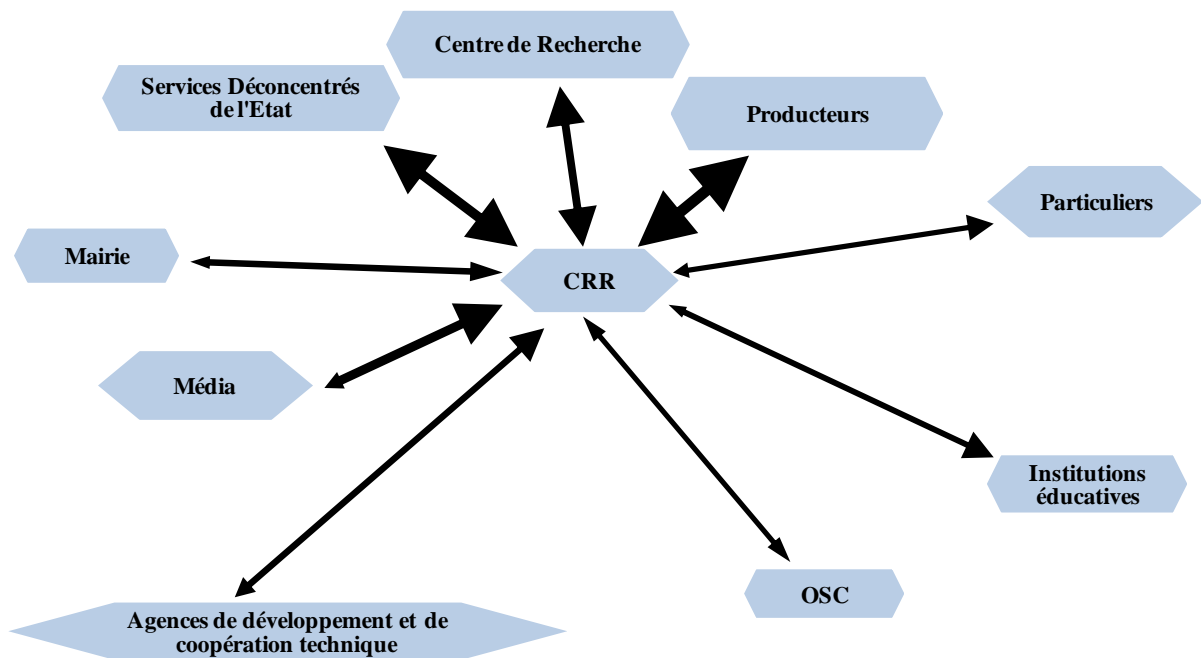 Centre de Recherche
Services Déconcentrés
de l'Etat
Producteurs
Particuliers
Mairie
CRR
Média
Institutions
éducatives
OSC
Agences de développement et de
coopération technique